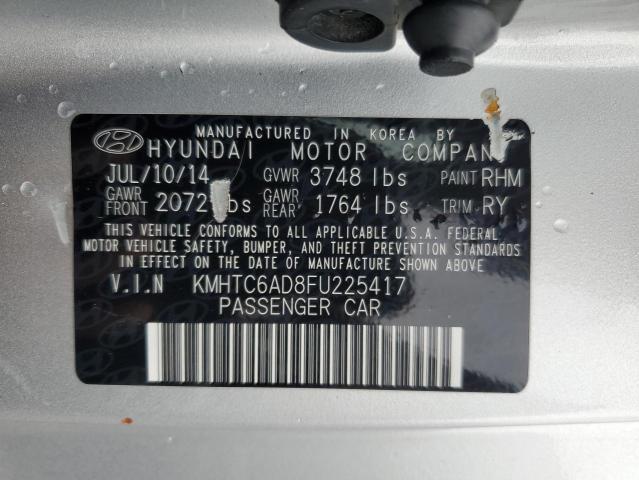 MANUFACTURED IN KOREA BY
HYUNDAI MOTOR COMPANY
JUL/10/14 GVWR 3748 lbs PAINT RHM
GAWR FRONT 2072 lbs GAWR REAR 1764 lbs TRIM RY
THIS VEHICLE CONFORMS TO ALL APPLICABLE U.S.A. FEDERAL
MOTOR VEHICLE SAFETY, BUMPER, AND THEFT PREVENTION STANDARDS
IN EFFECT ON THE DATE OF MANUFACTURE SHOWN ABOVE.
V.I.N KMHTC6AD8FU225417
PASSENGER CAR